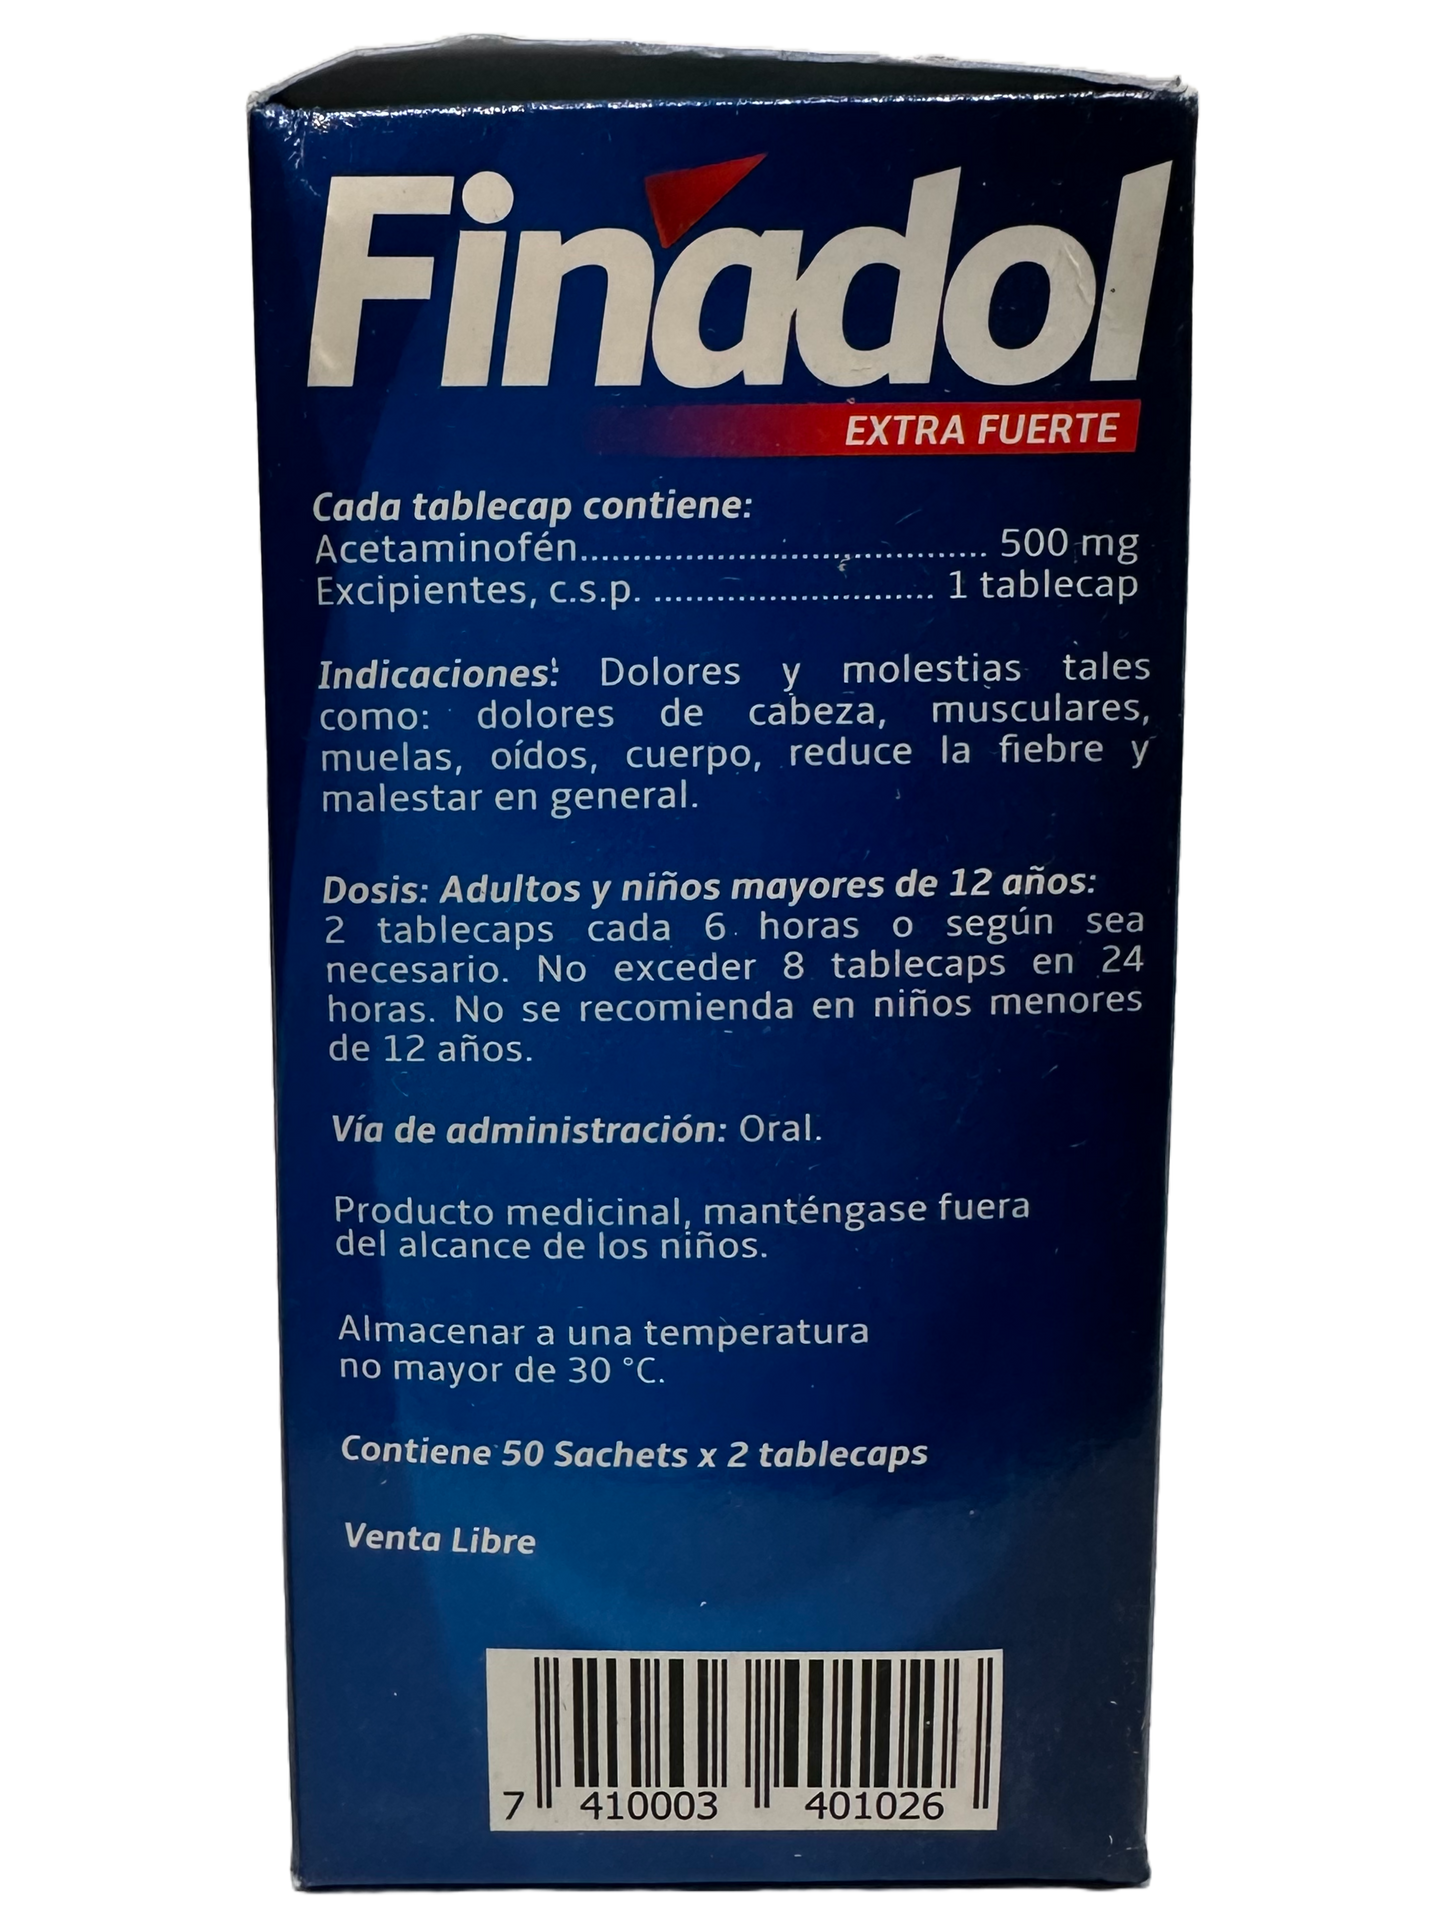 Finadol
EXTRA FUERTE
Cada tablecap contiene:
Acetaminofén....................................... 500 mg
Excipientes, c.s.p. ........................... 1 tablecap
Indicaciones: Dolores y molestias tales
como: dolores de cabeza, musculares,
muelas, oídos, cuerpo, reduce la fiebre y
malestar en general.
Dosis: Adultos y niños mayores de 12 años:
2 tablecaps cada 6 horas o según sea
necesario. No exceder 8 tablecaps en 24
horas. No se recomienda en niños menores
de 12 años.
Vía de administración: Oral.
Producto medicinal, manténgase fuera
del alcance de los niños.
Almacenar a una temperatura
no mayor de 30 °C.
Contiene 50 Sachets x 2 tablecaps
Venta Libre
7 410003 401026